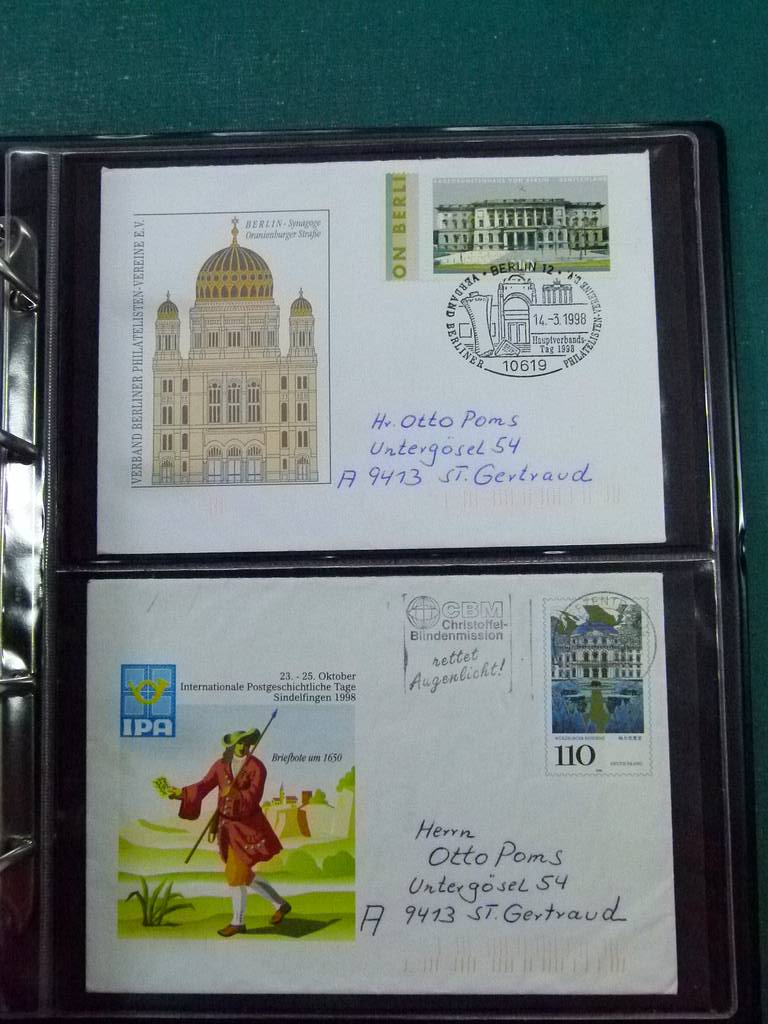 VERBAND BERLINER PHILATELISTEN-VEREINE E.V.
BERLIN - Synagoge
Oranienburger Straße
ON BERLI
BERLIN 12
VERBAND BERLINER
PHILATELISTEN-VEREINE E.V.
14.-3.1998
Hauptverbands-
Tag 1998
10619
Hr. Otto Poms
Untergösel 54
A 9413 ST. Gertraud
CBM
Christoffel-
Blindenmission
rettet
Augenlicht!
110
DEUTSCHLAND
23. - 25. Oktober
Internationale Postgeschichtliche Tage
Sindelfingen 1998
IPA
Briefbote um 1650
Herrn
Otto Poms
Untergösel 54
A 9413 ST. Gertraud